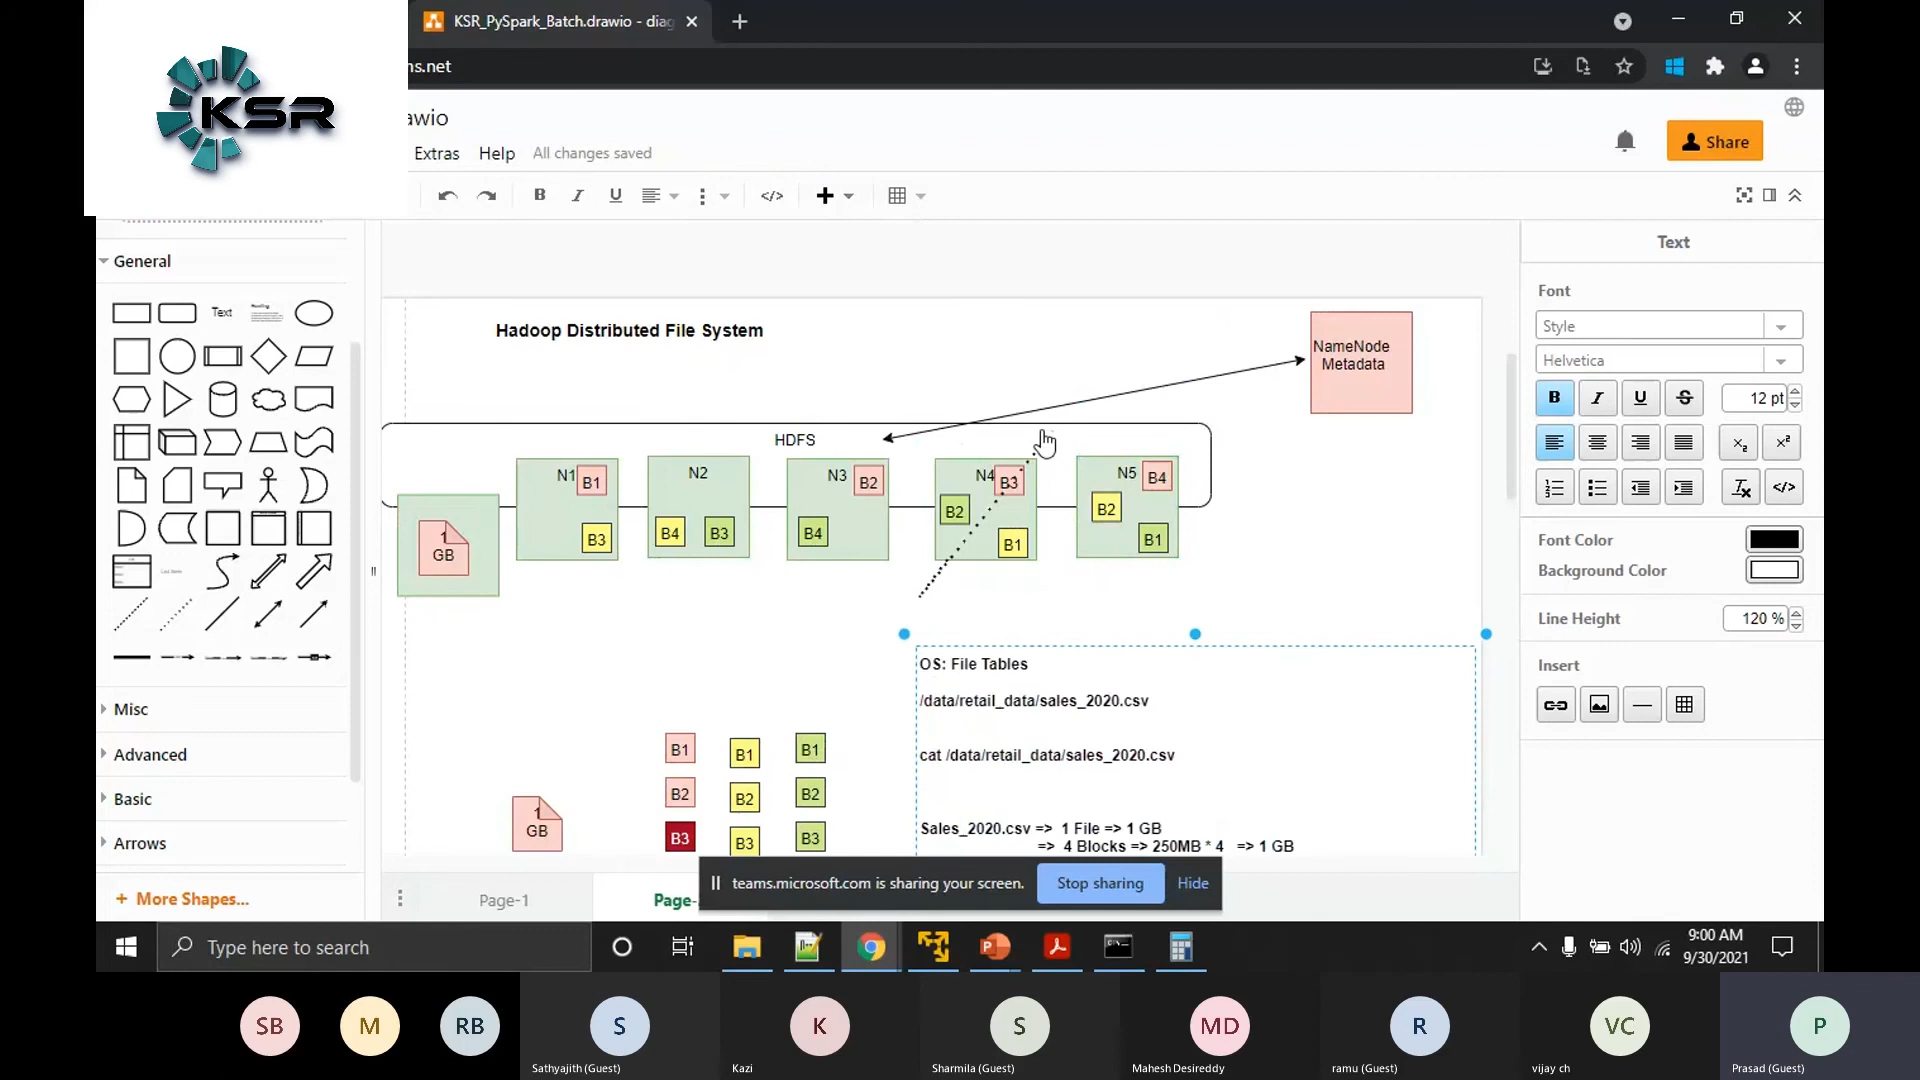 KSR_PySpark_Batch.drawio - diag
ns.net
KSR
awio
Extras Help All changes saved
Share
General
Text
Misc
Advanced
Basic
Arrows
+ More Shapes...
Hadoop Distributed File System
NameNode
Metadata
HDFS
1
GB
N1 B1
B3
N2
B4 B3
N3 B2
B4
N4 B3
B2
B1
N5 B4
B2
B1
OS: File Tables
/data/retail_data/sales_2020.csv
cat /data/retail_data/sales_2020.csv
Sales_2020.csv => 1 File => 1 GB
=> 4 Blocks => 250MB * 4 => 1 GB
1
GB
B1 B1 B1
B2 B2 B2
B3 B3 B3
Text
Font
Style
Helvetica
B I U S 12 pt
Font Color
Background Color
Line Height 120 %
Insert
Page-1
Page-
teams.microsoft.com is sharing your screen. Stop sharing Hide
Type here to search
9:00 AM
9/30/2021
SB M RB S K S MD R VC P
Sathyajith (Guest) Kazi Sharmila (Guest) Mahesh Desireddy ramu (Guest) vijay ch Prasad (Guest)